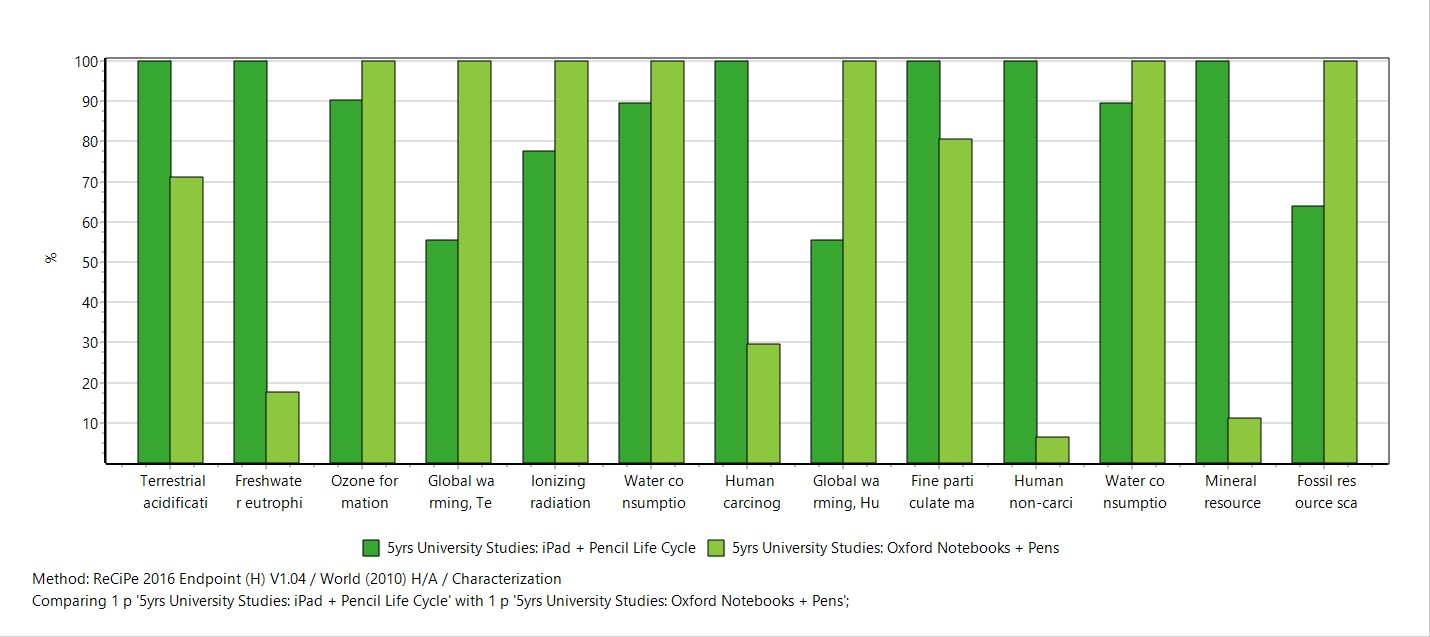 100
90
80
70
60
50
40
30
20
10
%
Terrestrial acidificati
Freshwate r eutrophi
Ozone for mation
Global wa rming, Te
Ionizing radiation
Water co nsumptio
Human carcinog
Global wa rming, Hu
Fine parti culate ma
Human non-carci
Water co nsumptio
Mineral resource
Fossil res ource sca
5yrs University Studies: iPad + Pencil Life Cycle
5yrs University Studies: Oxford Notebooks + Pens
Method: ReCiPe 2016 Endpoint (H) V1.04 / World (2010) H/A / Characterization
Comparing 1 p '5yrs University Studies: iPad + Pencil Life Cycle' with 1 p '5yrs University Studies: Oxford Notebooks + Pens';